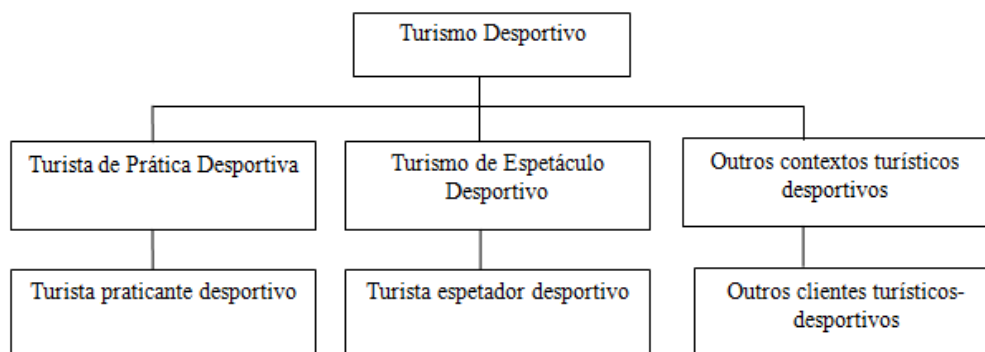 Turismo Desportivo
Turista de Prática Desportiva
Turismo de Espetáculo
Desportivo
Outros contextos turísticos
desportivos
Turista praticante desportivo
Turista espetador desportivo
Outros clientes turísticos-
desportivos